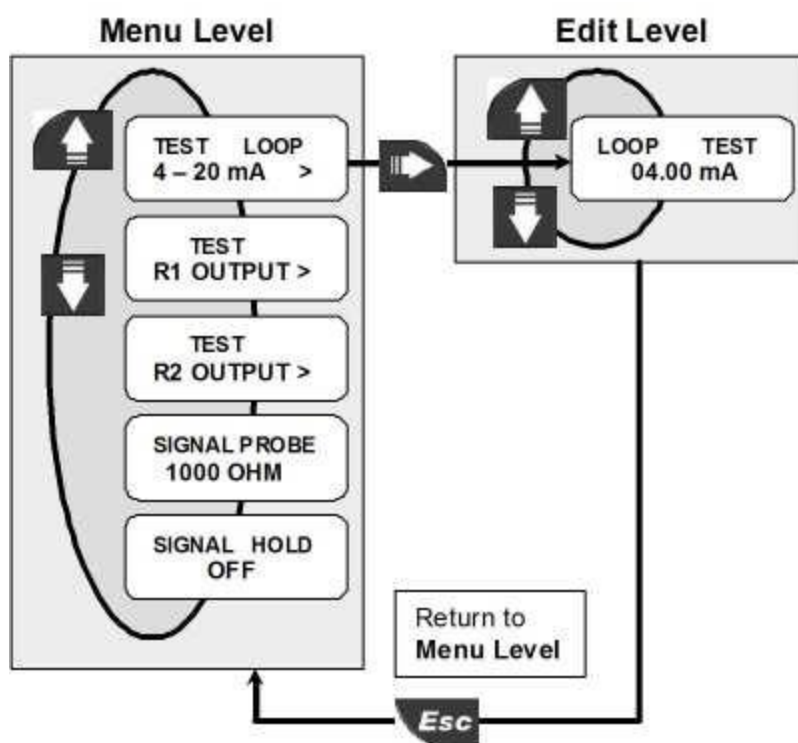 Menu Level
TEST LOOP
4 – 20 mA >
TEST
R1 OUTPUT >
TEST
R2 OUTPUT >
SIGNAL PROBE
1000 OHM
SIGNAL HOLD
OFF
Edit Level
LOOP TEST
04.00 mA
Return to
Menu Level
Esc